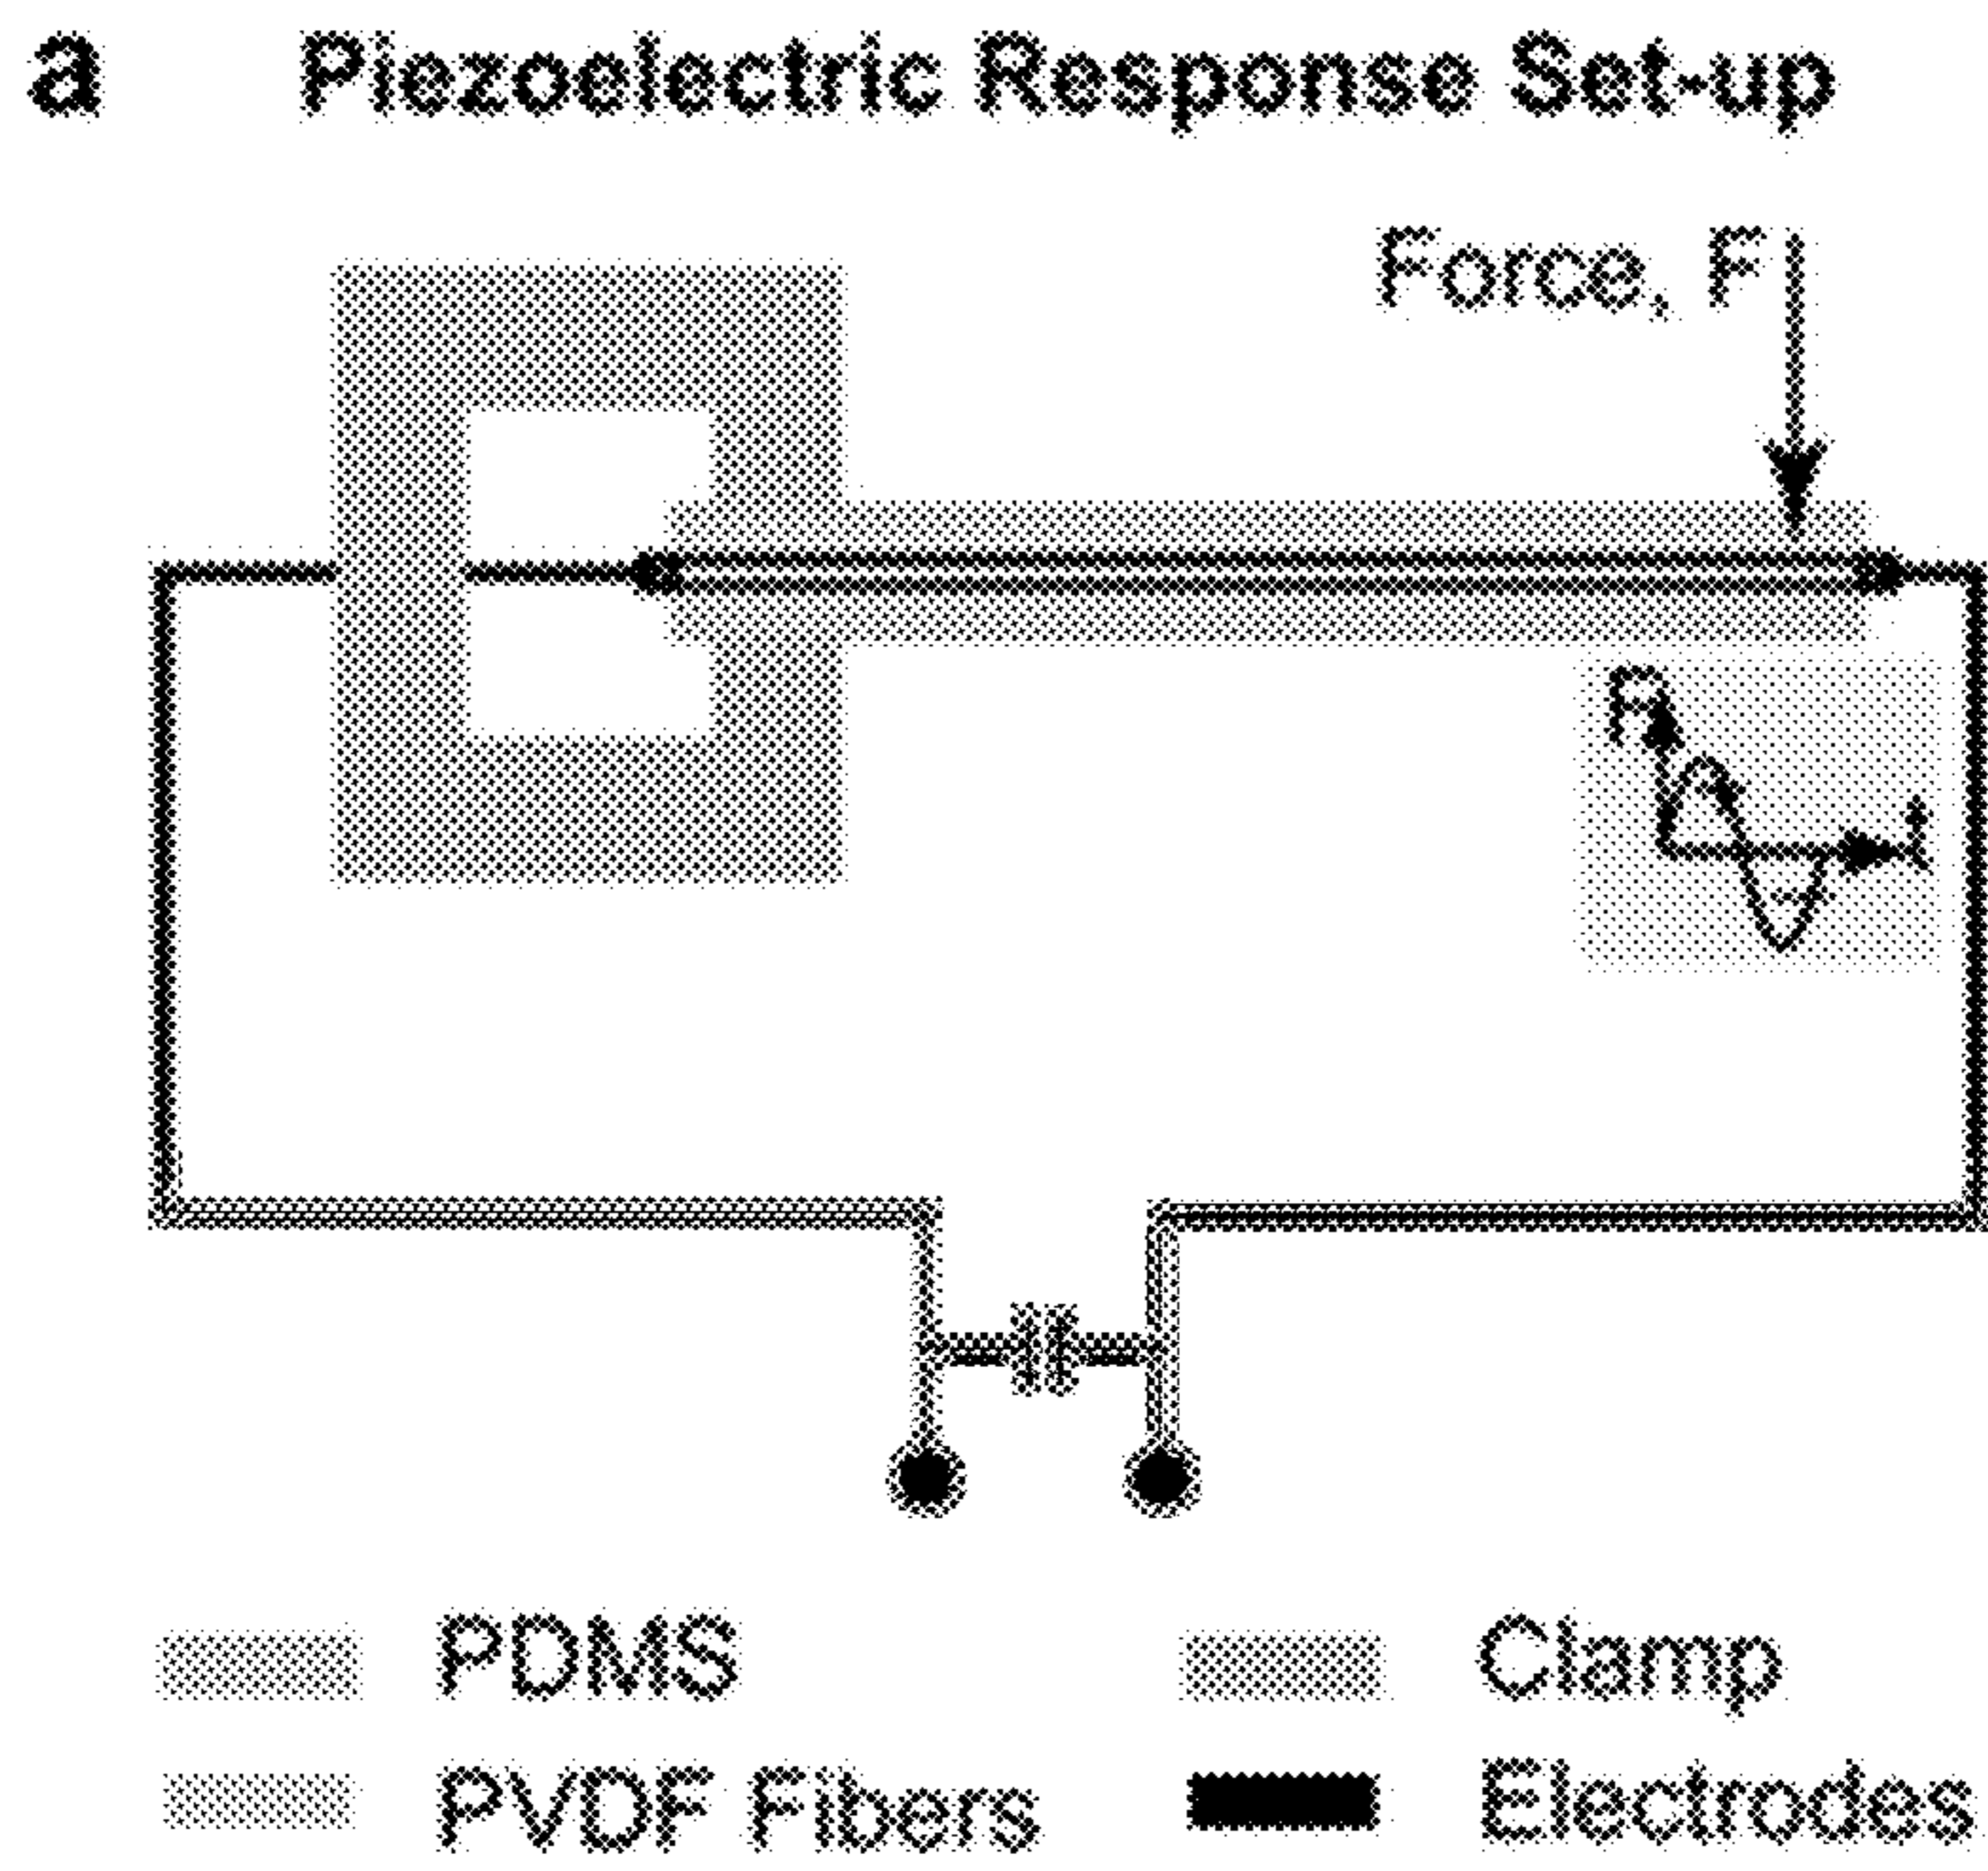 a Piezoelectric Response Set-up
Force, F
F
t
PDMS
Clamp
PVDF Fibers
Electrodes